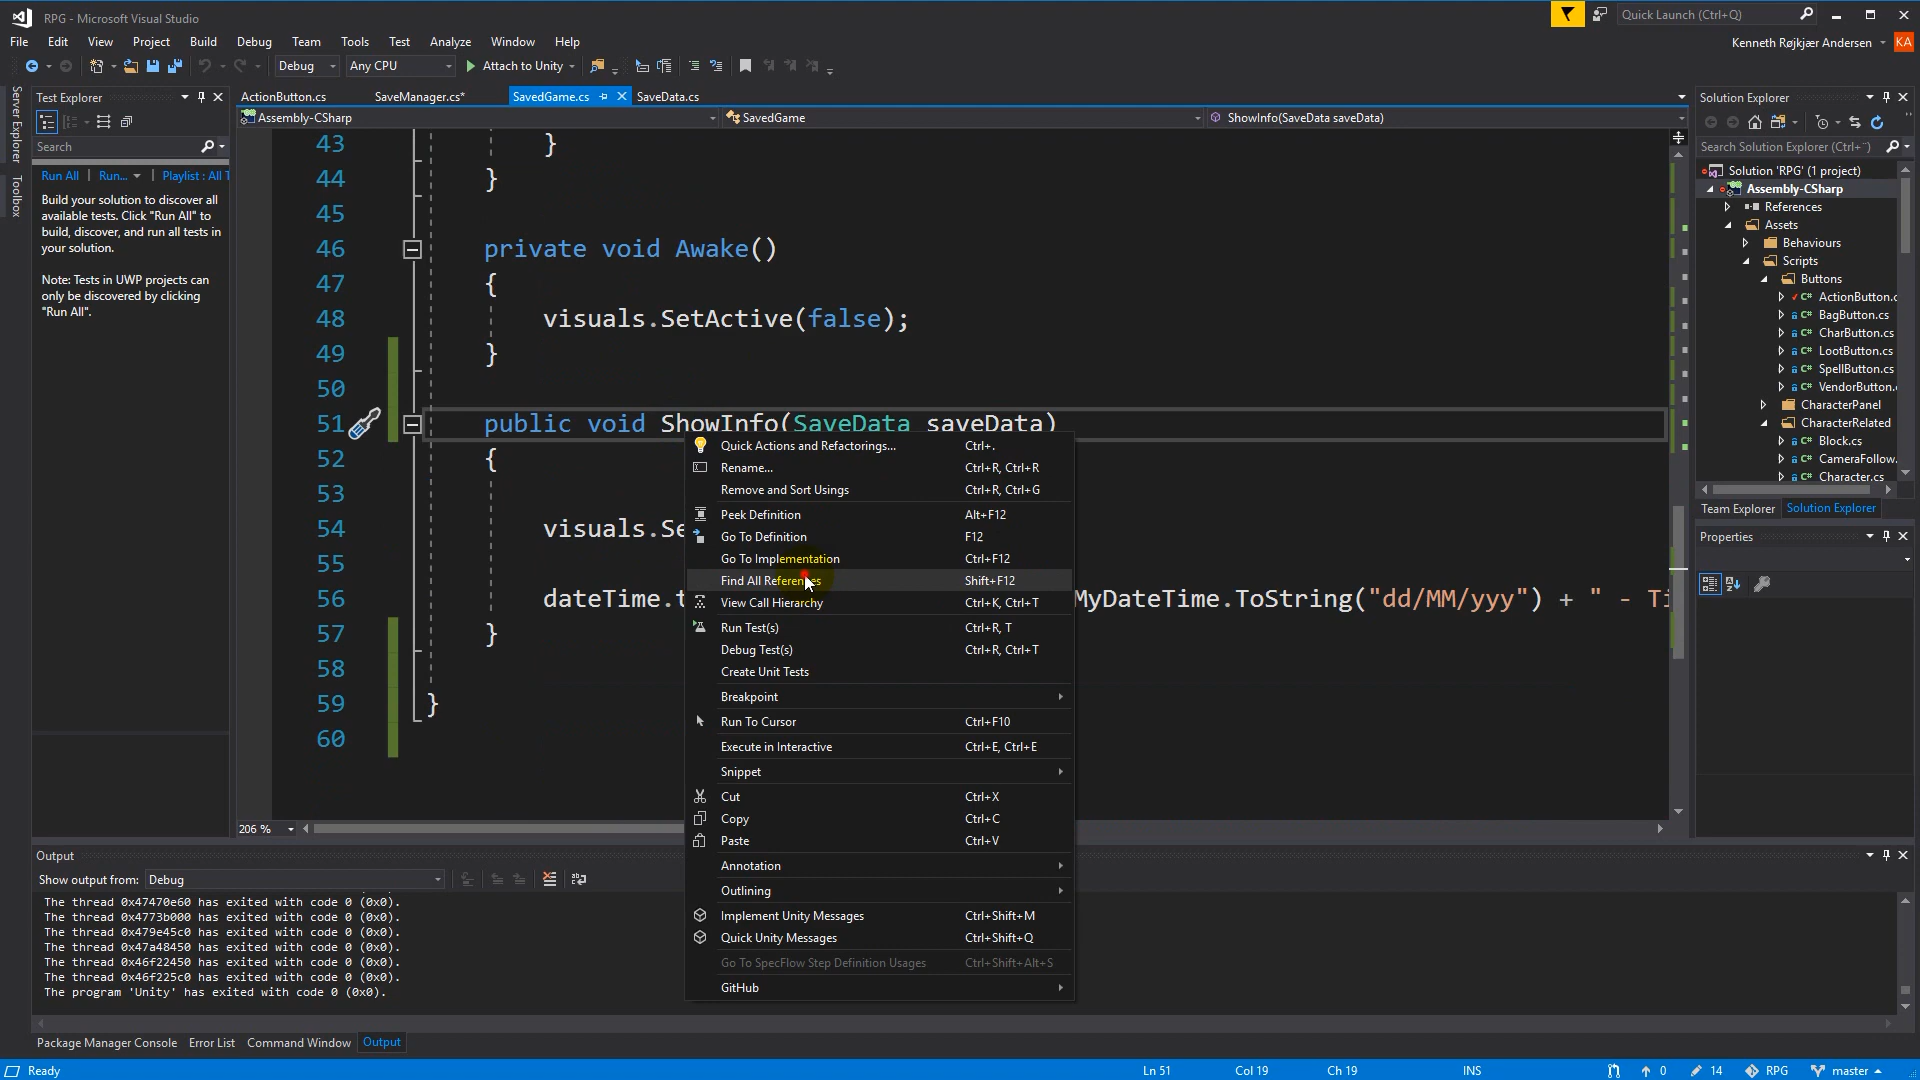 RPG - Microsoft Visual Studio
Quick Launch (Ctrl+Q)
File Edit View Project Build Debug Team Tools Test Analyze Window Help
Kenneth Røjkjær Andersen KA
Debug Any CPU Attach to Unity
Server Explorer
Toolbox
Test Explorer
Search
Run All Run... Playlist : All T
Build your solution to discover all
available tests. Click "Run All" to
build, discover, and run all tests in
your solution.
Note: Tests in UWP projects can
only be discovered by clicking
"Run All".
ActionButton.cs SaveManager.cs* SavedGame.cs SaveData.cs
Assembly-CSharp SavedGame ShowInfo(SaveData saveData)
43 }
44 }
45
46 private void Awake()
47 {
48 visuals.SetActive(false);
49 }
50
51 public void ShowInfo(SaveData saveData)
52 {
53
54 visuals.Se
55
56 dateTime.t MyDateTime.ToString("dd/MM/yyy") + " - Ti
57 }
58
59 }
60
206 %
Quick Actions and Refactorings... Ctrl+.
Rename... Ctrl+R, Ctrl+R
Remove and Sort Usings Ctrl+R, Ctrl+G
Peek Definition Alt+F12
Go To Definition F12
Go To Implementation Ctrl+F12
Find All References Shift+F12
View Call Hierarchy Ctrl+K, Ctrl+T
Run Test(s) Ctrl+R, T
Debug Test(s) Ctrl+R, Ctrl+T
Create Unit Tests
Breakpoint
Run To Cursor Ctrl+F10
Execute in Interactive Ctrl+E, Ctrl+E
Snippet
Cut Ctrl+X
Copy Ctrl+C
Paste Ctrl+V
Annotation
Outlining
Implement Unity Messages Ctrl+Shift+M
Quick Unity Messages Ctrl+Shift+Q
Go To SpecFlow Step Definition Usages Ctrl+Shift+Alt+S
GitHub
Solution Explorer
Search Solution Explorer (Ctrl+¨)
Solution 'RPG' (1 project)
Assembly-CSharp
References
Assets
Behaviours
Scripts
Buttons
ActionButton.c
BagButton.cs
CharButton.cs
LootButton.cs
SpellButton.cs
VendorButton.
CharacterPanel
CharacterRelated
Block.cs
CameraFollow.
Character.cs
Team Explorer Solution Explorer
Properties
Output
Show output from: Debug
The thread 0x47470e60 has exited with code 0 (0x0).
The thread 0x4773b000 has exited with code 0 (0x0).
The thread 0x479e45c0 has exited with code 0 (0x0).
The thread 0x47a48450 has exited with code 0 (0x0).
The thread 0x46f22450 has exited with code 0 (0x0).
The thread 0x46f225c0 has exited with code 0 (0x0).
The program 'Unity' has exited with code 0 (0x0).
Package Manager Console Error List Command Window Output
Ready Ln 51 Col 19 Ch 19 INS 0 14 RPG master